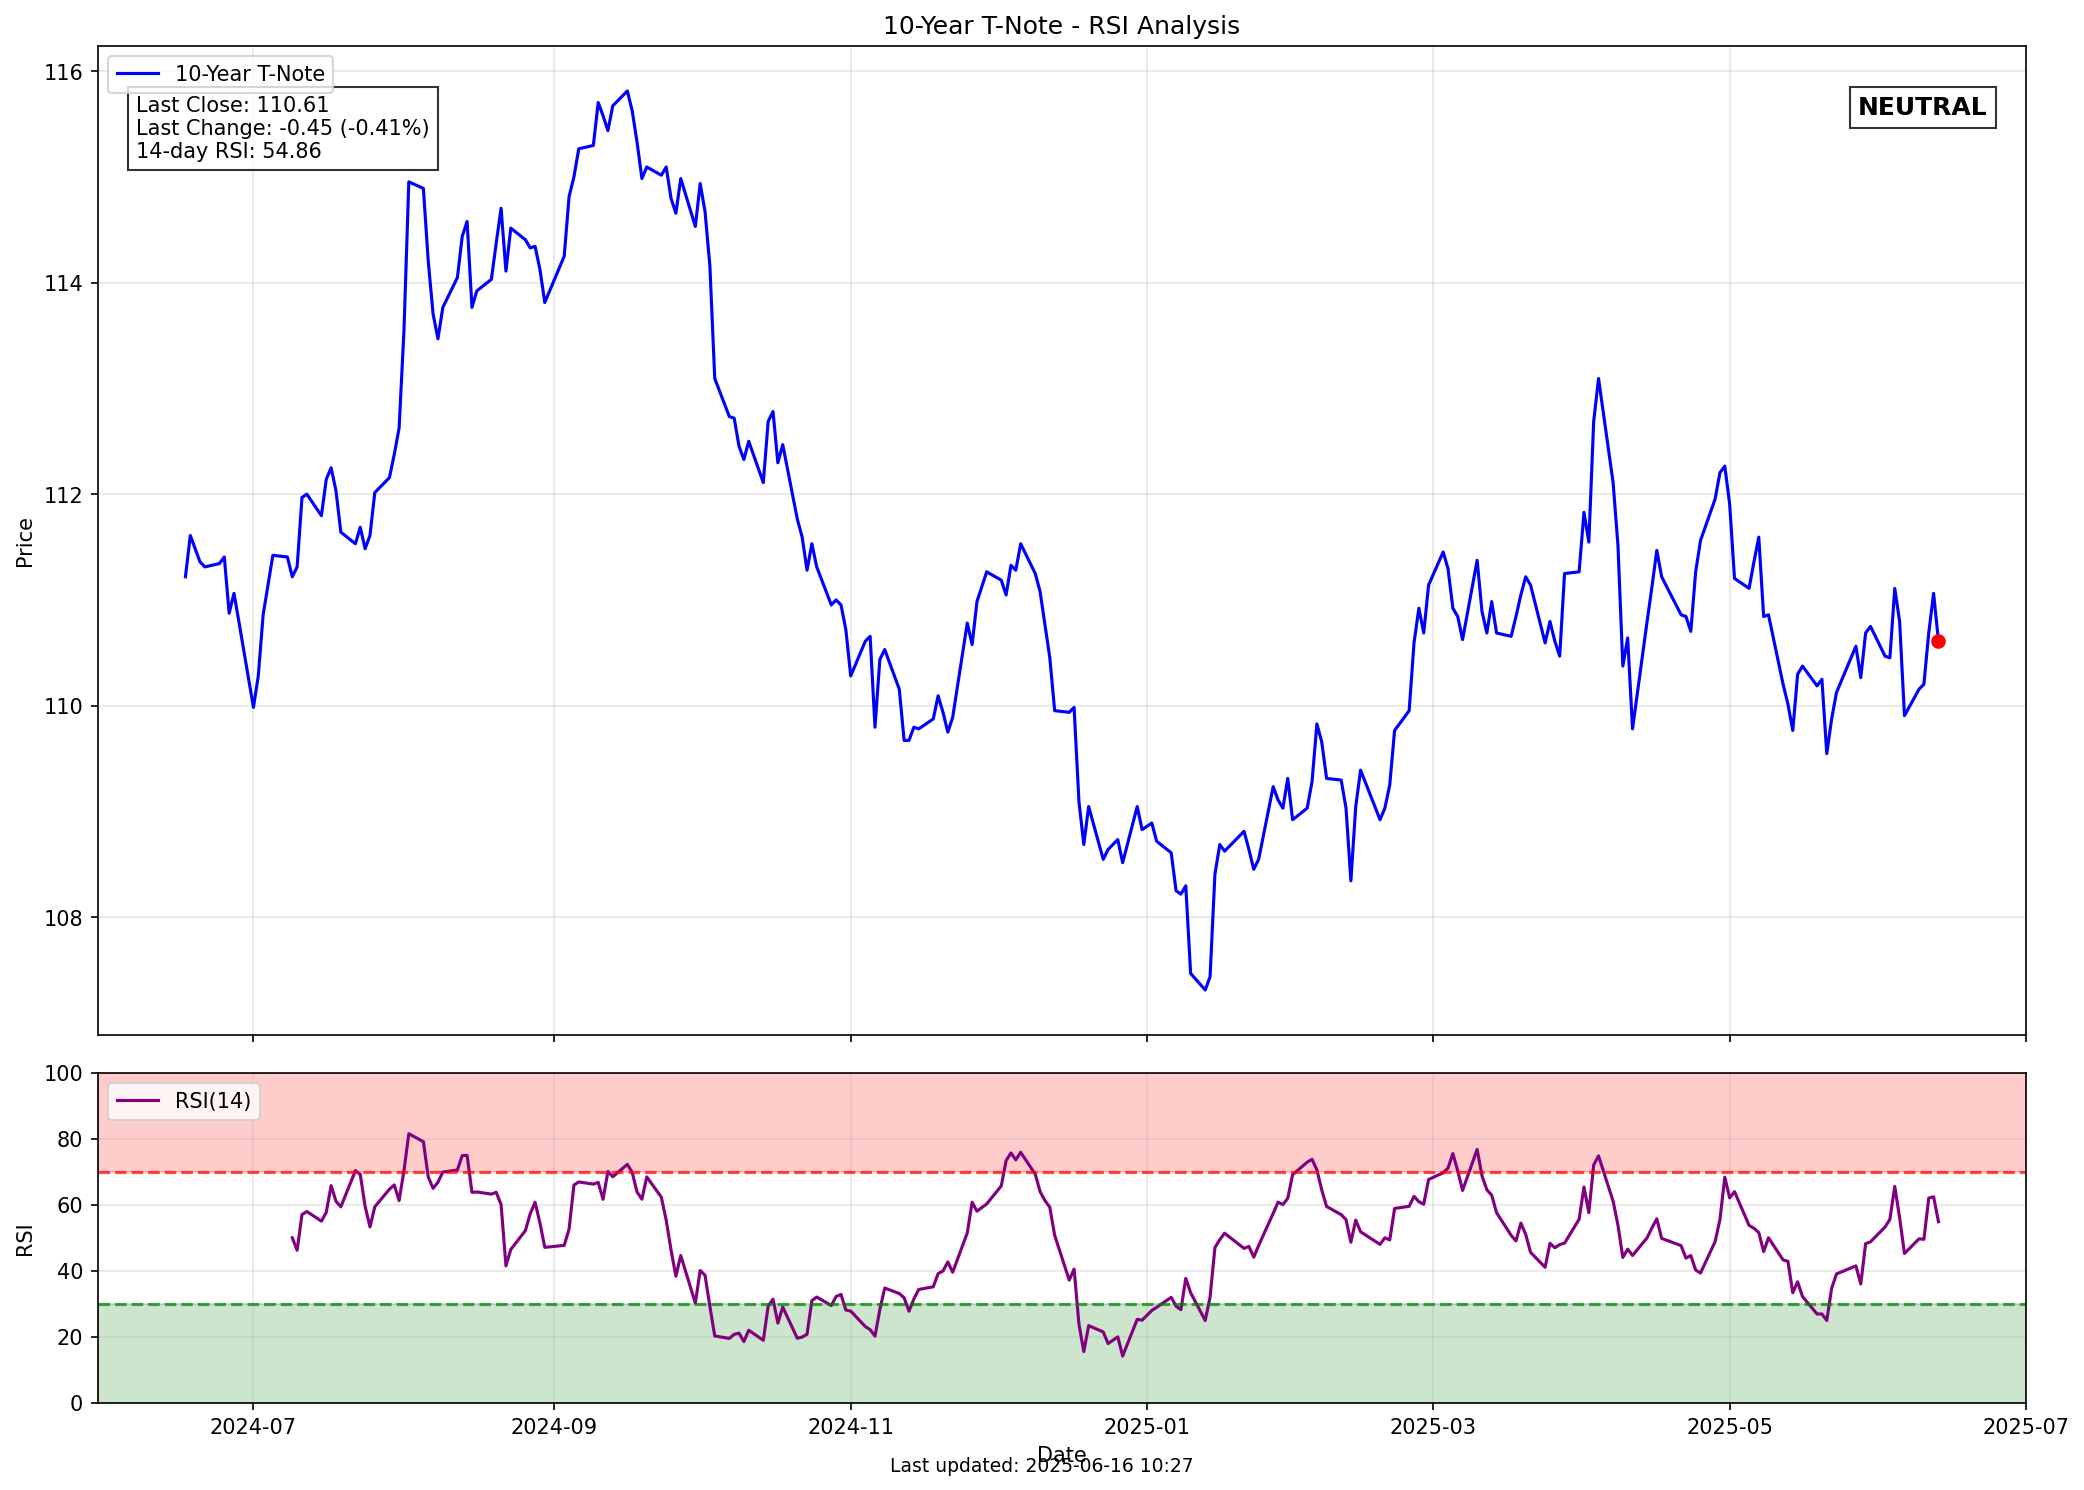 10-Year T-Note - RSI Analysis
10-Year T-Note
Last Close: 110.61
Last Change: -0.45 (-0.41%)
14-day RSI: 54.86
NEUTRAL
116
114
112
110
108
Price
RSI(14)
100
80
60
40
20
0
RSI
2024-07
2024-09
2024-11
2025-01
2025-03
2025-05
2025-07
Date
Last updated: 2025-06-16 10:27